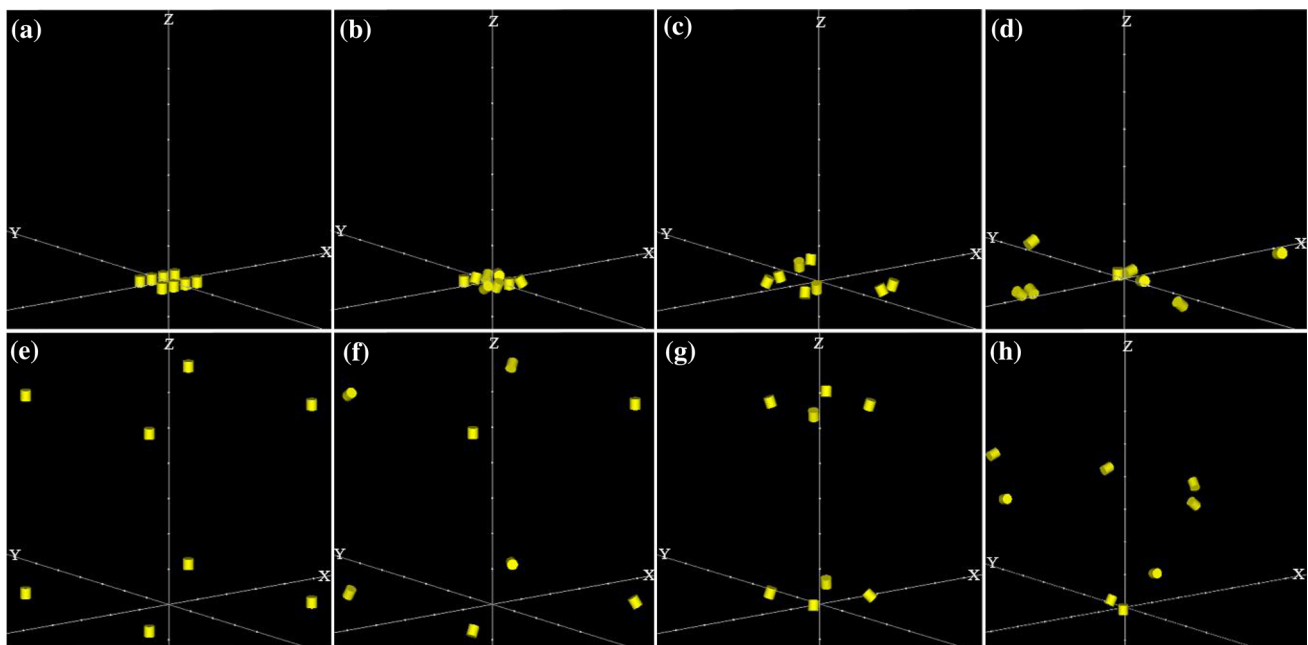 (a) Z Y X
(b) Z Y X
(c) Z Y X
(d) Z Y X
(e) Z Y X
(f) Z Y X
(g) Z Y X
(h) Z Y X